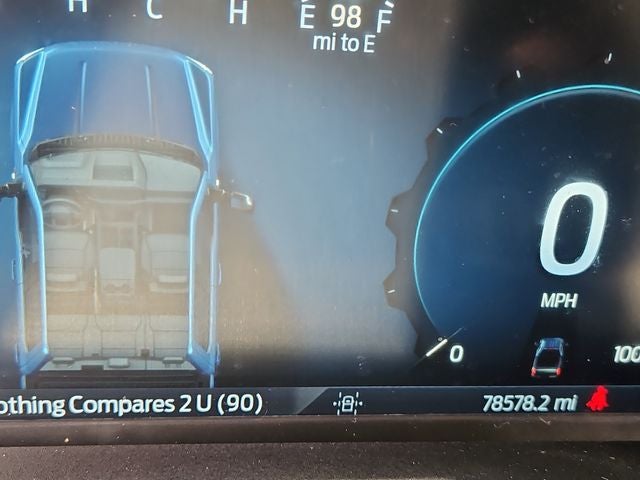 H C H E 98 F
mi to E
0
MPH
0 100
othing Compares 2 U (90) 78578.2 mi